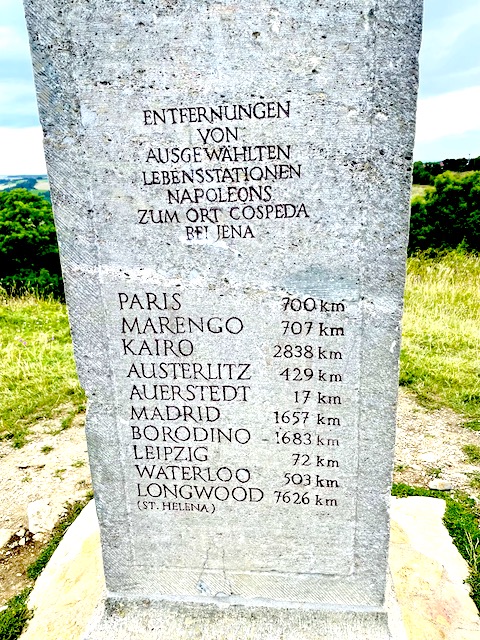 ENTFERNUNGEN
VON
AUSGEWÄHLTEN
LEBENSSTATIONEN
NAPOLEONS
ZUM ORT COSPEDA
BEI JENA
PARIS 700 km
MARENGO 707 km
KAIRO 2838 km
AUSTERLITZ 429 km
AUERSTEDT 17 km
MADRID 1657 km
BORODINO 1683 km
LEIPZIG 72 km
WATERLOO 503 km
LONGWOOD 7626 km
(ST. HELENA)